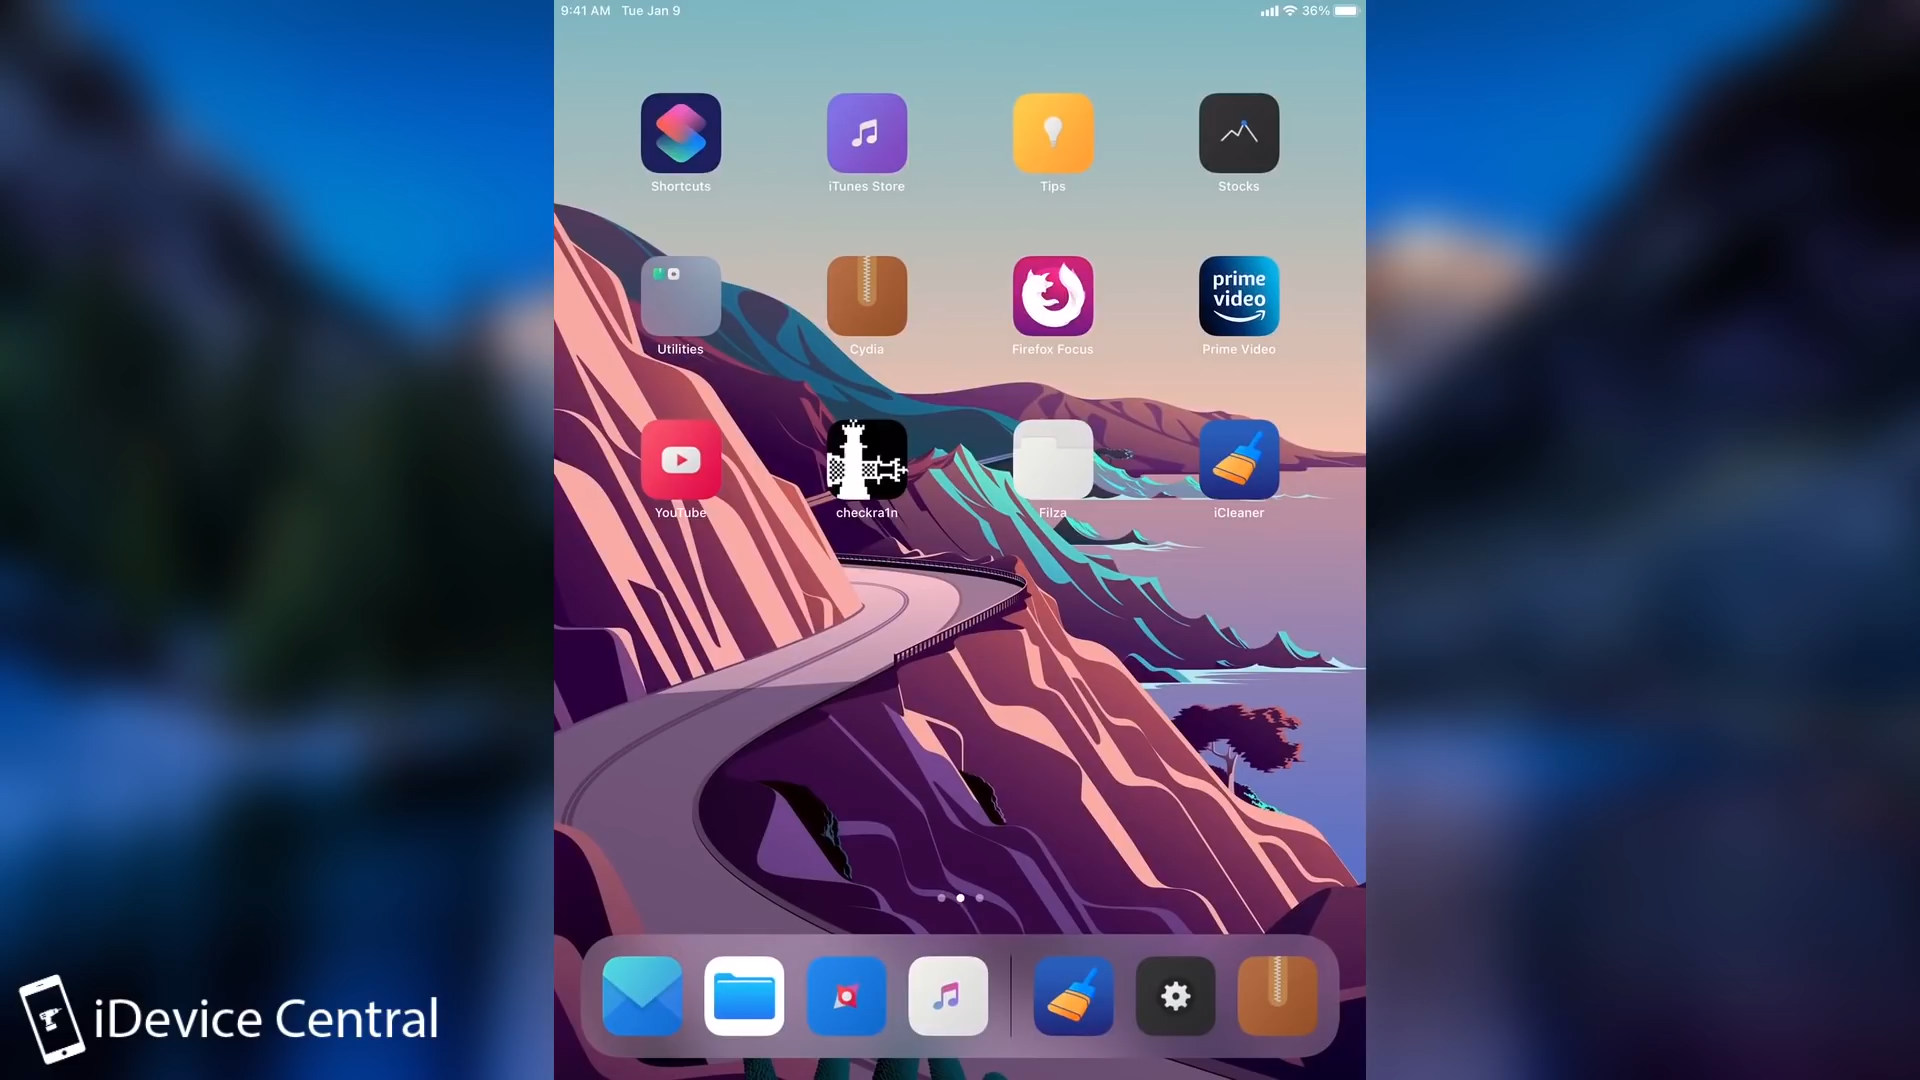 9:41 AM Tue Jan 9
36%
Shortcuts
iTunes Store
Tips
Stocks
Utilities
Cydia
Firefox Focus
prime
video
Prime Video
YouTube
checkra1n
Filza
iCleaner
iDevice Central